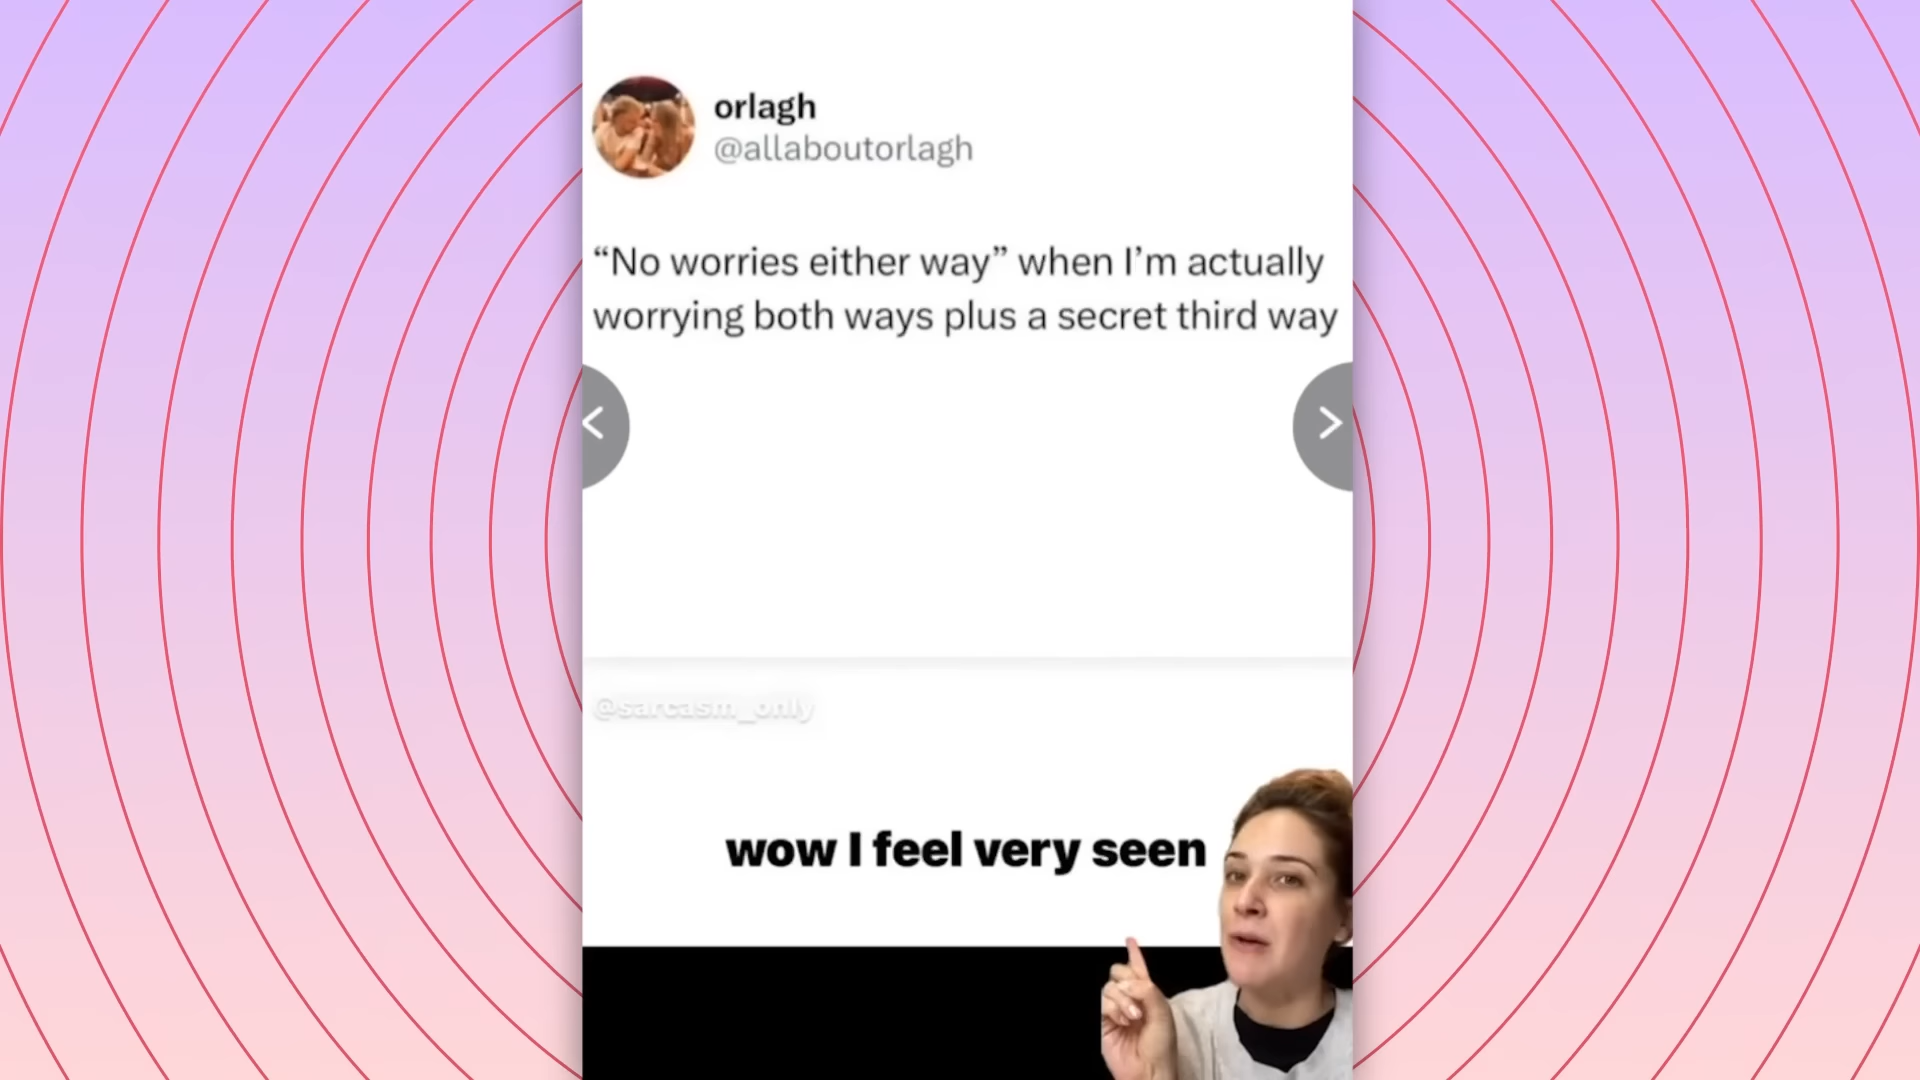 orlagh
@allaboutorlagh
“No worries either way” when I’m actually
worrying both ways plus a secret third way
@sarcasm_only
wow I feel very seen